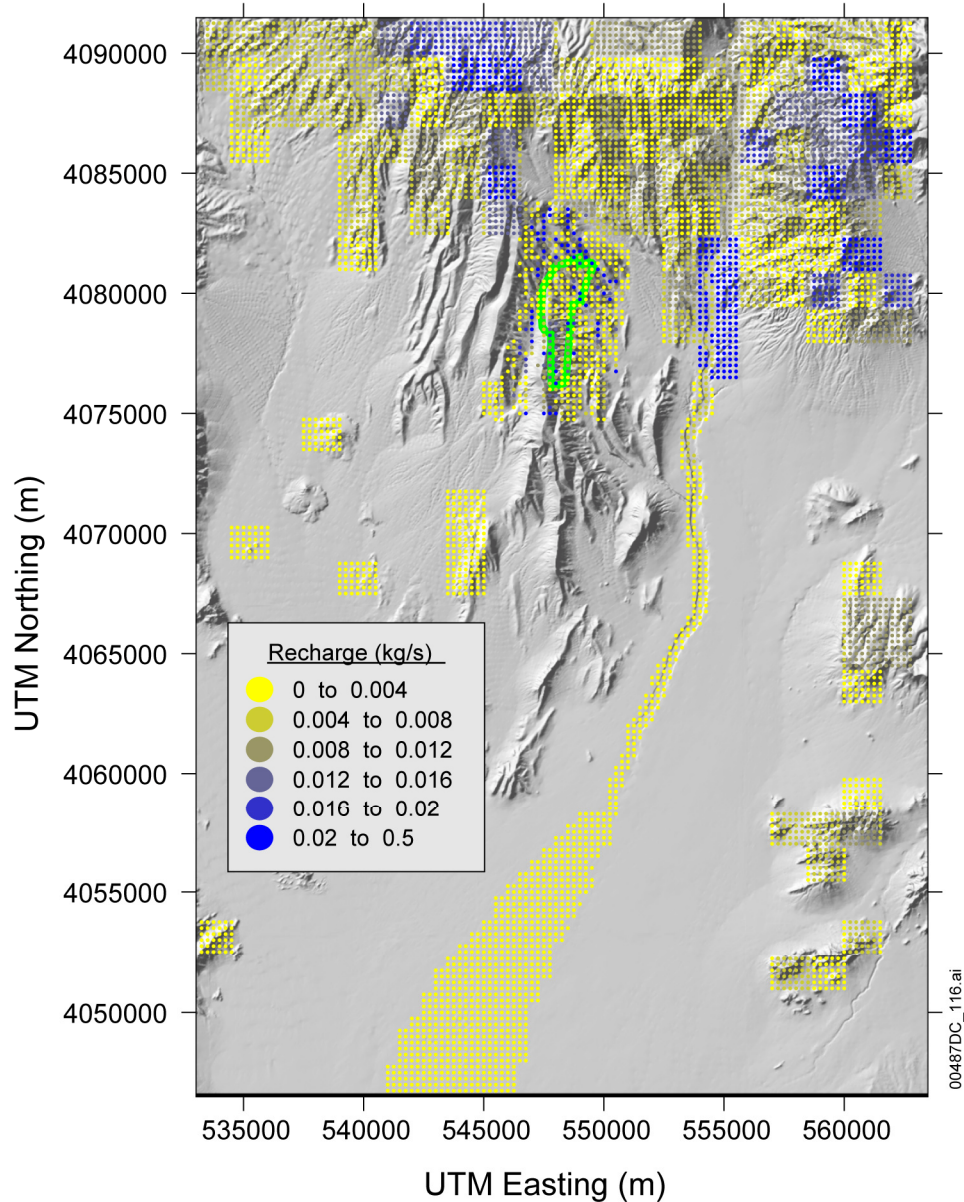 4090000
4085000
4080000
4075000
4070000
4065000
4060000
4055000
4050000
UTM Northing (m)
Recharge (kg/s)
0 to 0.004
0.004 to 0.008
0.008 to 0.012
0.012 to 0.016
0.016 to 0.02
0.02 to 0.5
00487DC_116.ai
535000 540000 545000 550000 555000 560000
UTM Easting (m)